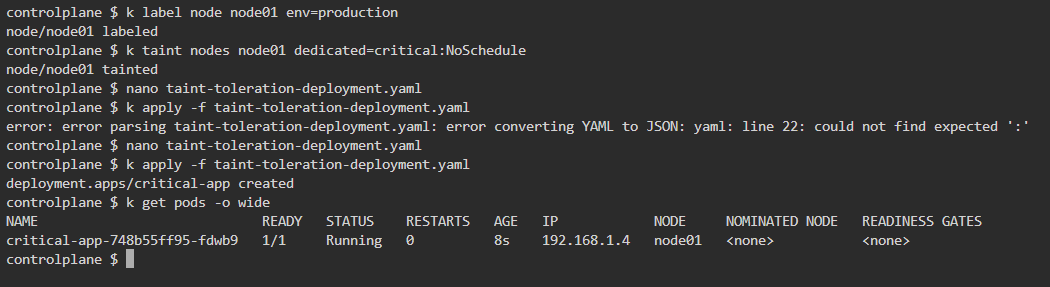 controlplane $ k label node node01 env=production
node/node01 labeled
controlplane $ k taint nodes node01 dedicated=critical:NoSchedule
node/node01 tainted
controlplane $ nano taint-toleration-deployment.yaml
controlplane $ k apply -f taint-toleration-deployment.yaml
error: error parsing taint-toleration-deployment.yaml: error converting YAML to JSON: yaml: line 22: could not find expected ':'
controlplane $ nano taint-toleration-deployment.yaml
controlplane $ k apply -f taint-toleration-deployment.yaml
deployment.apps/critical-app created
controlplane $ k get pods -o wide
NAME                            READY   STATUS    RESTARTS   AGE   IP            NODE     NOMINATED NODE   READINESS GATES
critical-app-748b55ff95-fdwb9   1/1     Running   0          8s    192.168.1.4   node01   <none>           <none>
controlplane $